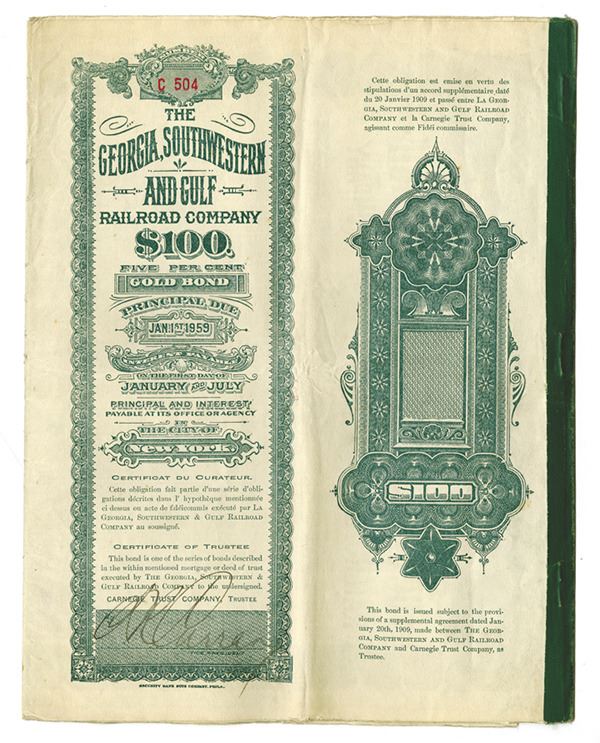 C 504
THE
GEORGIA, SOUTHWESTERN
AND GULF
RAILROAD COMPANY
$100.
FIVE PER CENT
GOLD BOND
PRINCIPAL DUE
JAN. 1ST 1959
ON THE FIRST DAY OF
JANUARY AND JULY
PRINCIPAL AND INTEREST
PAYABLE AT ITS OFFICE OR AGENCY
IN
THE CITY OF
NEW YORK
CERTIFICAT DU CURATEUR.
Cette obligation fait partie d'une série d'obli-
gations décrites dans l' hypothèque mentionnée
ci dessus ou acte de fidéicommis exécuté par LA
GEORGIA, SOUTHWESTERN & GULF RAILROAD
COMPANY au soussigné.
CERTIFICATE OF TRUSTEE
This bond is one of the series of bonds described
in the within mentioned mortgage or deed of trust
executed by THE GEORGIA, SOUTHWESTERN &
GULF RAILROAD COMPANY to the undersigned.
CARNEGIE TRUST COMPANY, TRUSTEE
VICE PRESIDENT
SECURITY BANK NOTE COMPANY, PHILA.
Cette obligation est emise en vertu des
stipulations d'un accord supplémentaire daté
du 20 Janvier 1909 et passé entre LA GEOR-
GIA, SOUTHWESTERN AND GULF RAILROAD
COMPANY et la Carnegie Trust Company,
agissant comme Fidéi commissaire.
$100
This bond is issued subject to the provi-
sions of a supplemental agreement dated Jan-
uary 20th, 1909, made between THE GEOR-
GIA, SOUTHWESTERN AND GULF RAILROAD
COMPANY and Carnegie Trust Company, as
Trustee.